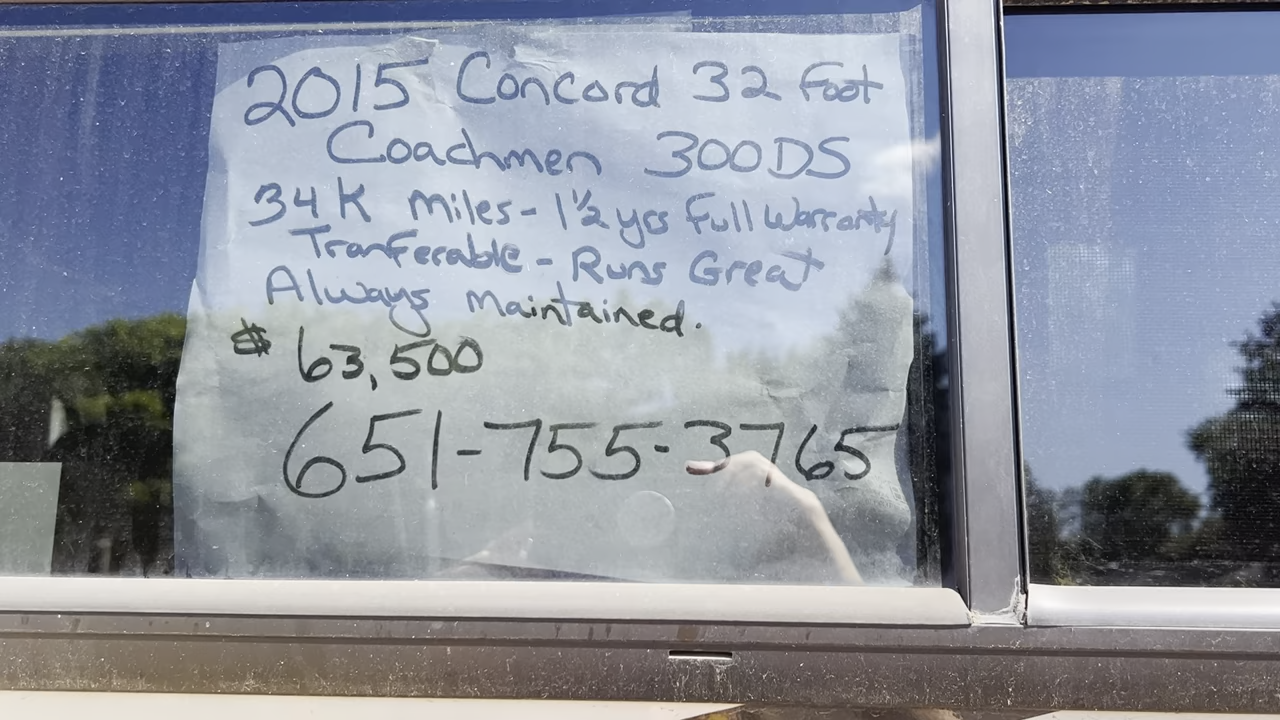 2015 Concord 32 Foot
Coachmen 300DS
34K Miles - 1½ yrs Full Warranty
Tranferable - Runs Great
Always Maintained.
$ 63,500
651-755-3765